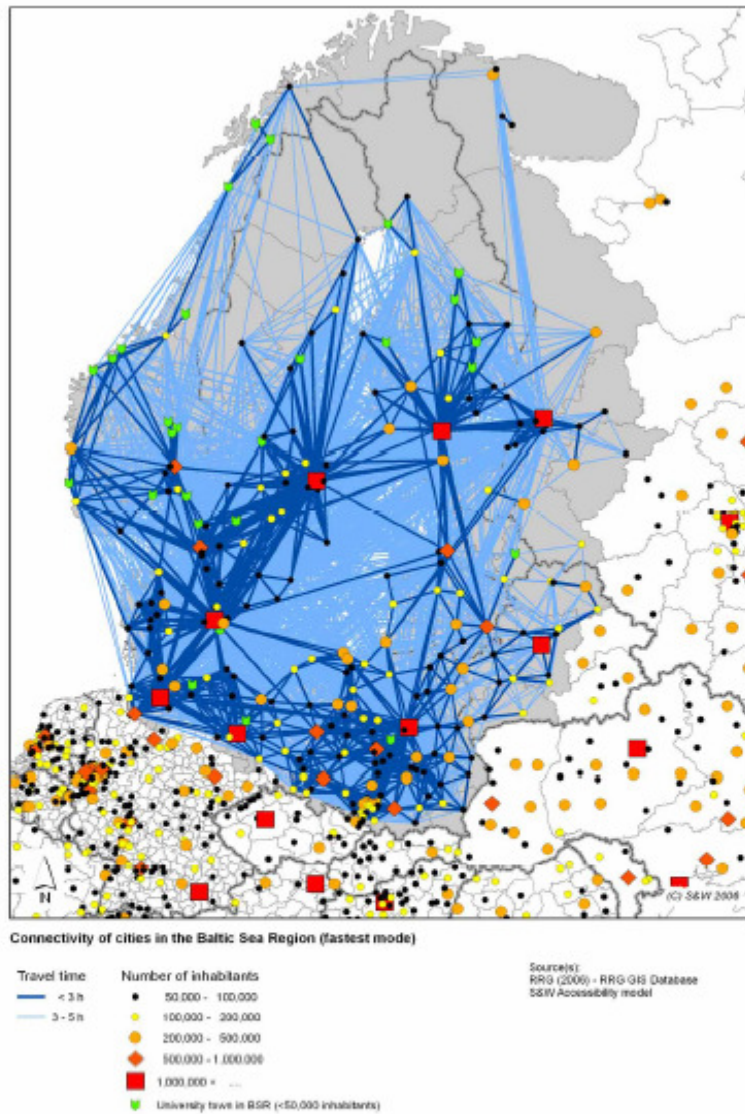 N
(C) S&W 2006
Connectivity of cities in the Baltic Sea Region (fastest mode)
Travel time
< 3 h
3 - 5 h
Number of inhabitants
50,000 - 100,000
100,000 - 200,000
200,000 - 500,000
500,000 - 1,000,000
1,000,000 =  ....
University town in BSR (<50,000 inhabitants)
Source(s):
RRG (2006) - RRG GIS Database
S&W Accessibility model